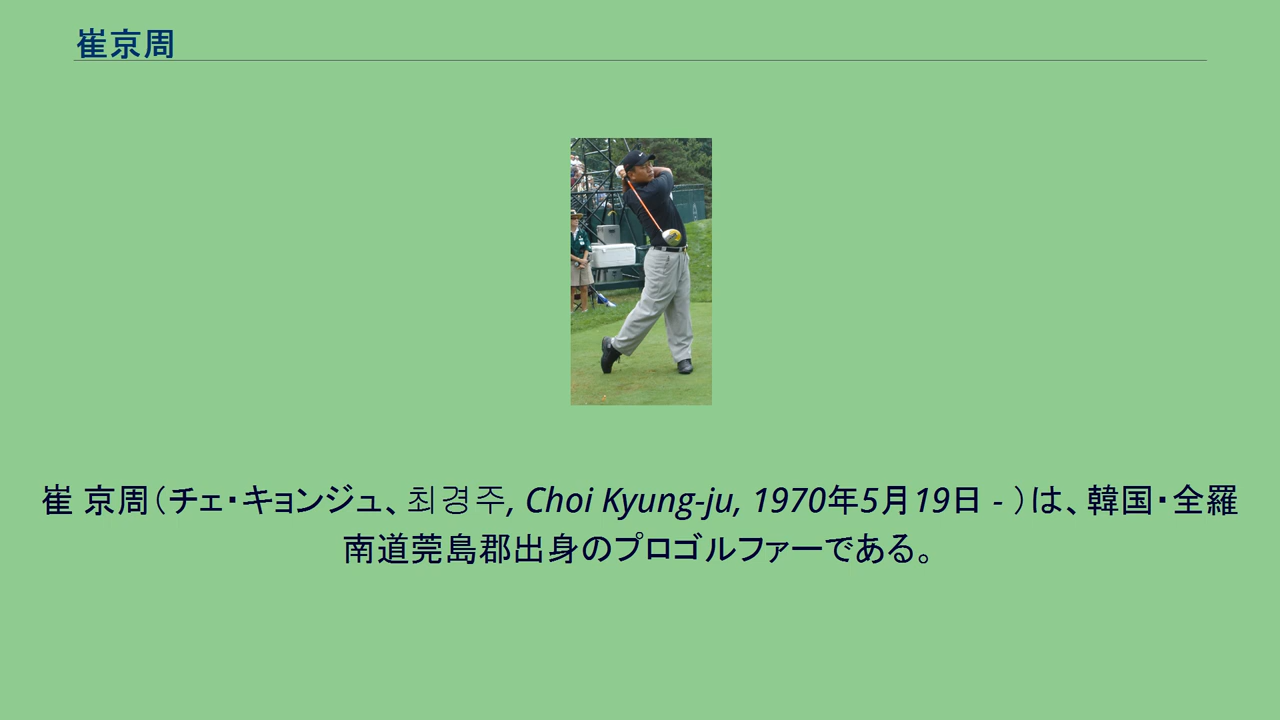 崔京周
崔 京周（チェ・キョンジュ、최경주, Choi Kyung-ju, 1970年5月19日 - ）は、韓国・全羅
南道莞島郡出身のプロゴルファーである。